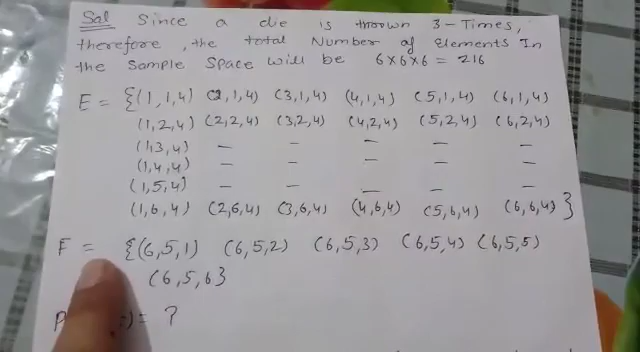 Sol Since a die is thrown 3-Times,
therefore, the total Number of Elements In
the Sample Space will be 6×6×6 = 216
E = {(1,1,4) (2,1,4) (3,1,4) (4,1,4) (5,1,4) (6,1,4)
(1,2,4) (2,2,4) (3,2,4) (4,2,4) (5,2,4) (6,2,4)
(1,3,4) — — — — —
(1,4,4) — — — — —
(1,5,4) — — — — —
(1,6,4) (2,6,4) (3,6,4) (4,6,4) (5,6,4) (6,6,4)}
F = {(6,5,1) (6,5,2) (6,5,3) (6,5,4) (6,5,5)
(6,5,6}
P ) = ?